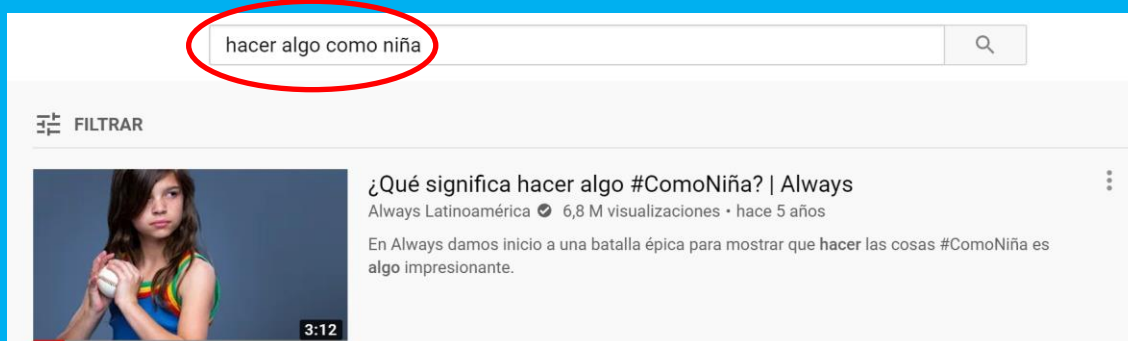 hacer algo como niña
FILTRAR
¿Qué significa hacer algo #ComoNiña? | Always
Always Latinoamérica 6,8 M visualizaciones • hace 5 años
En Always damos inicio a una batalla épica para mostrar que hacer las cosas #ComoNiña es
algo impresionante.
3:12